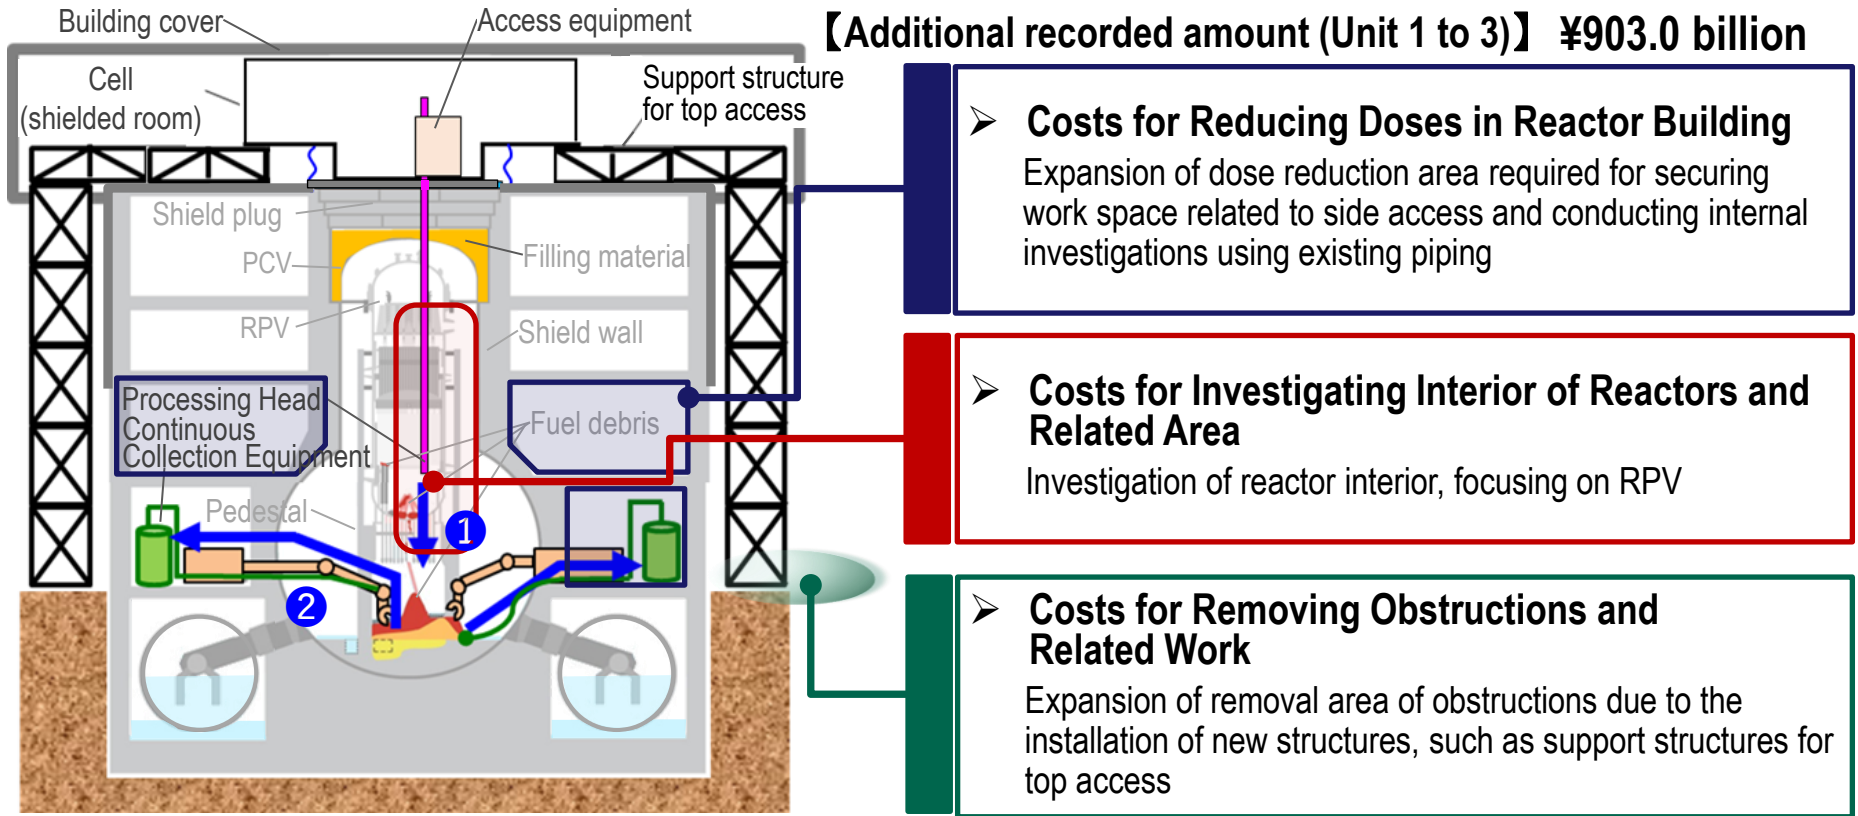 Building cover
Access equipment
【Additional recorded amount (Unit 1 to 3)】 ¥903.0 billion
Cell
(shielded room)
Support structure
for top access
Shield plug
PCV
Filling material
RPV
Shield wall
Processing Head
Continuous
Collection Equipment
Fuel debris
Pedestal
1
2
➢ Costs for Reducing Doses in Reactor Building
Expansion of dose reduction area required for securing
work space related to side access and conducting internal
investigations using existing piping
➢ Costs for Investigating Interior of Reactors and
Related Area
Investigation of reactor interior, focusing on RPV
➢ Costs for Removing Obstructions and
Related Work
Expansion of removal area of obstructions due to the
installation of new structures, such as support structures for
top access